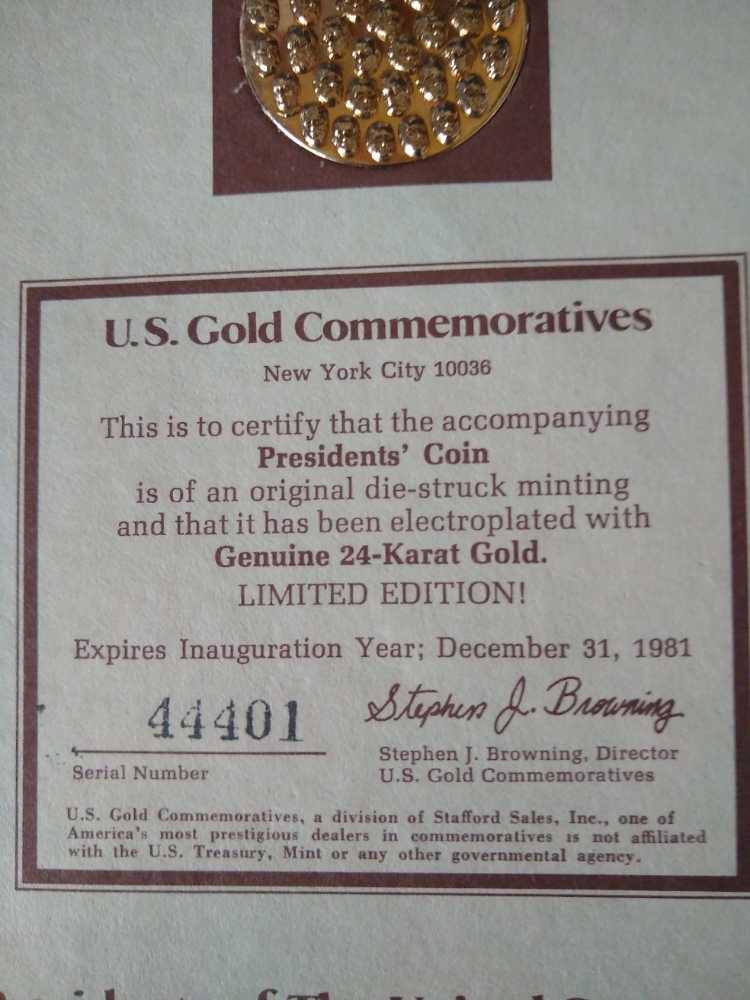 U.S. Gold Commemoratives
New York City 10036
This is to certify that the accompanying
Presidents' Coin
is of an original die-struck minting
and that it has been electroplated with
Genuine 24-Karat Gold.
LIMITED EDITION!
Expires Inauguration Year; December 31, 1981
44401
Stephen J. Browning
Serial Number
Stephen J. Browning, Director
U.S. Gold Commemoratives
U.S. Gold Commemoratives, a division of Stafford Sales, Inc., one of
America's most prestigious dealers in commemoratives is not affiliated
with the U.S. Treasury, Mint or any other governmental agency.